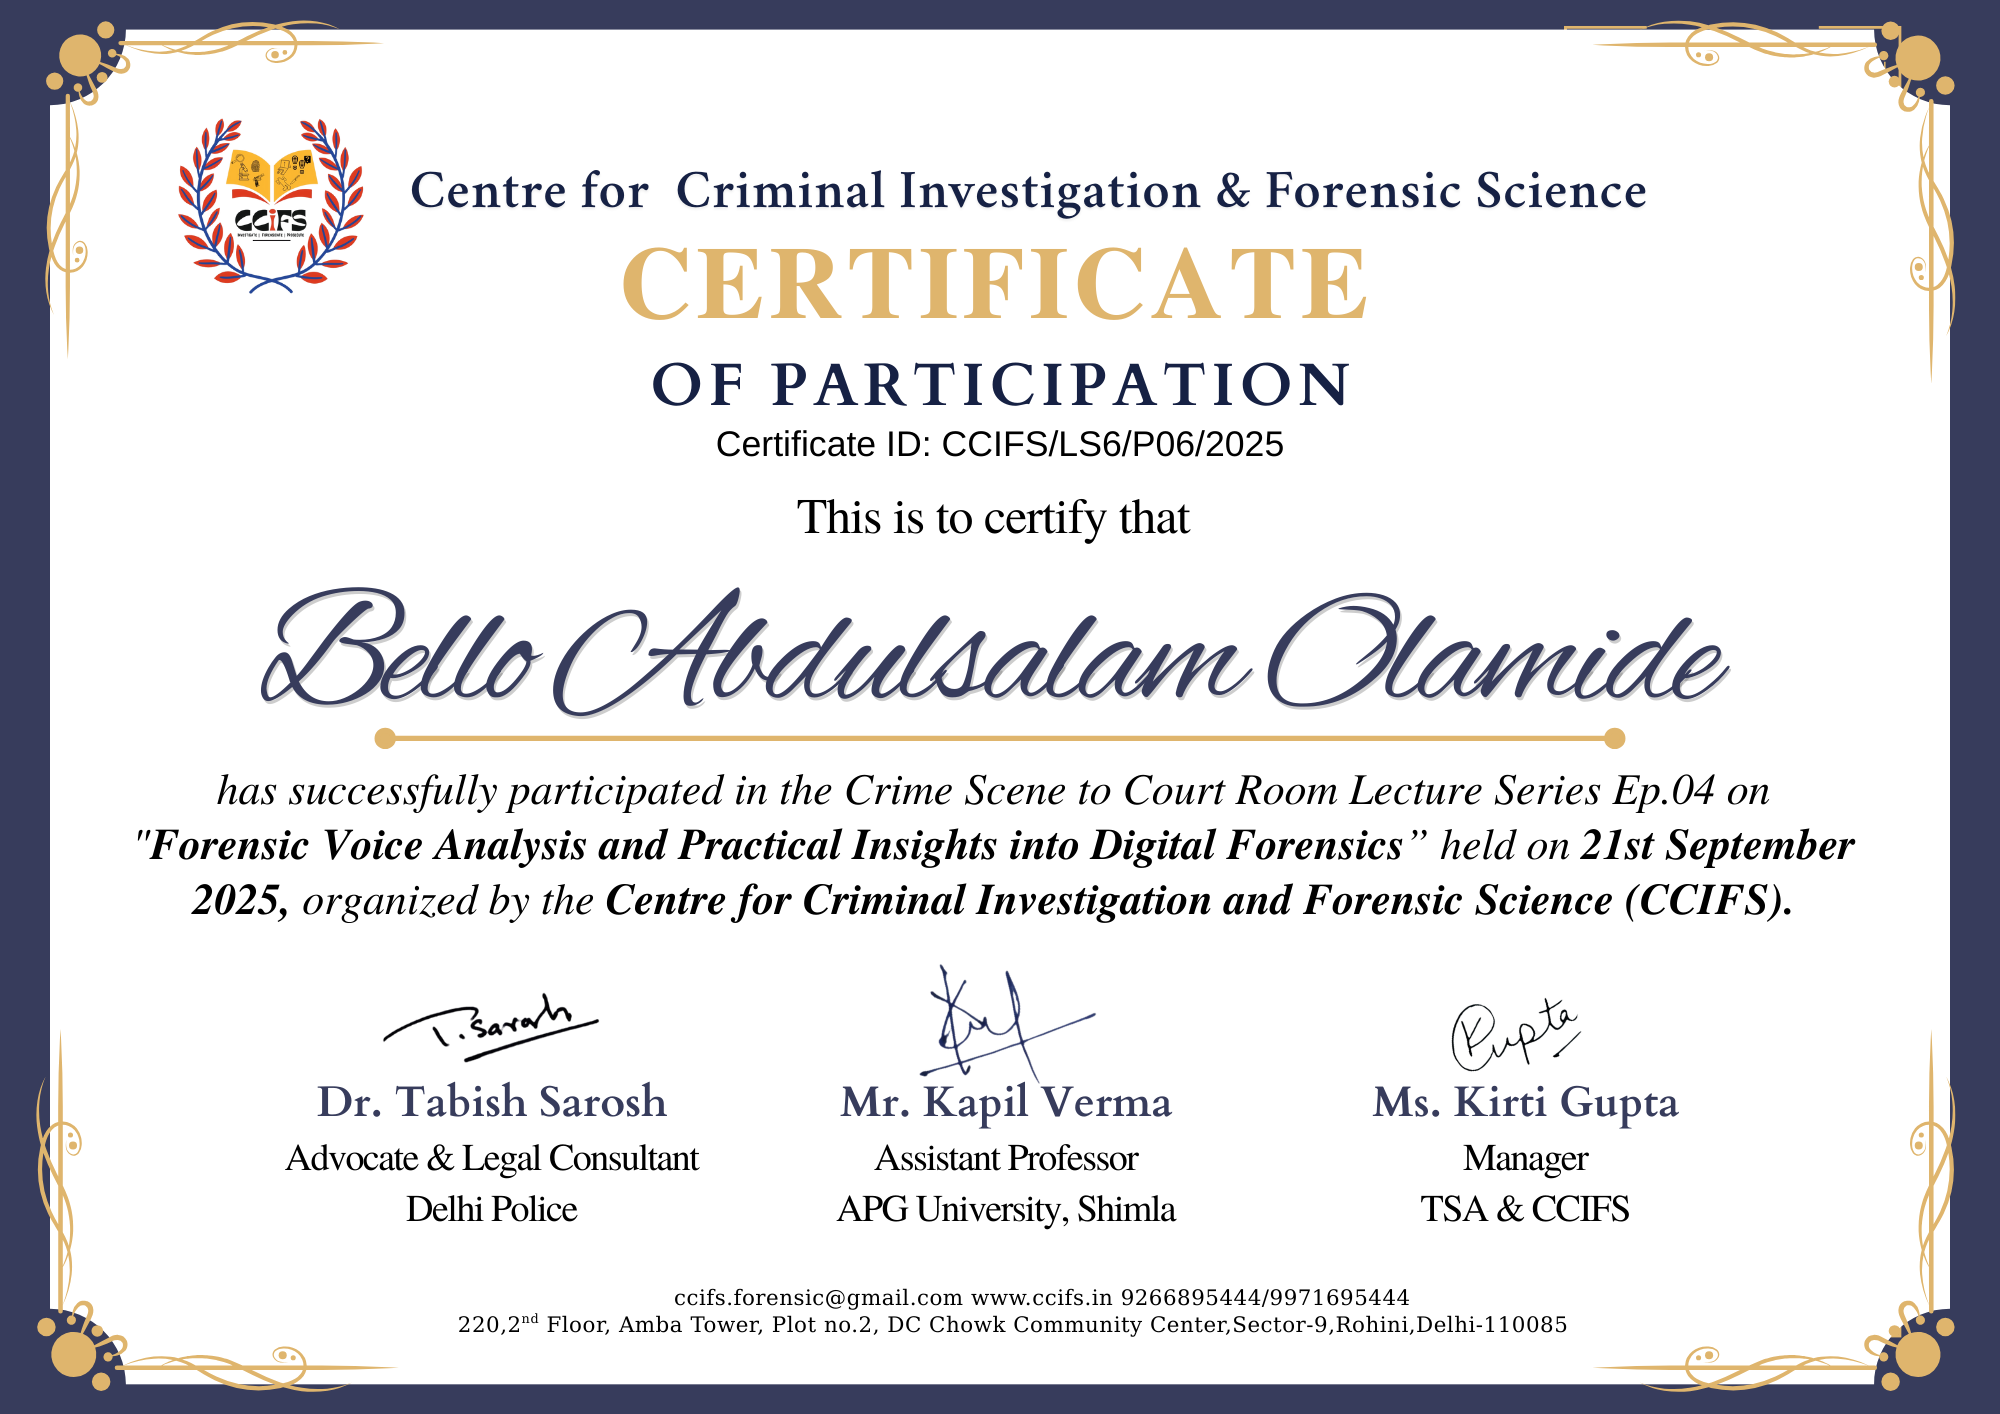 CCiFS
INVESTIGATE | FORENSICATE | PROSECUTE
Centre for Criminal Investigation & Forensic Science
CERTIFICATE
OF PARTICIPATION
Certificate ID: CCIFS/LS6/P06/2025
This is to certify that
Bello Abdulsalam Olamide
has successfully participated in the Crime Scene to Court Room Lecture Series Ep.04 on
"Forensic Voice Analysis and Practical Insights into Digital Forensics” held on 21st September
2025, organized by the Centre for Criminal Investigation and Forensic Science (CCIFS).
T. Sarosh
Gupta
Dr. Tabish Sarosh
Mr. Kapil Verma
Ms. Kirti Gupta
Advocate & Legal Consultant
Assistant Professor
Manager
Delhi Police
APG University, Shimla
TSA & CCIFS
ccifs.forensic@gmail.com www.ccifs.in 9266895444/9971695444
220,2nd Floor, Amba Tower, Plot no.2, DC Chowk Community Center,Sector-9,Rohini,Delhi-110085